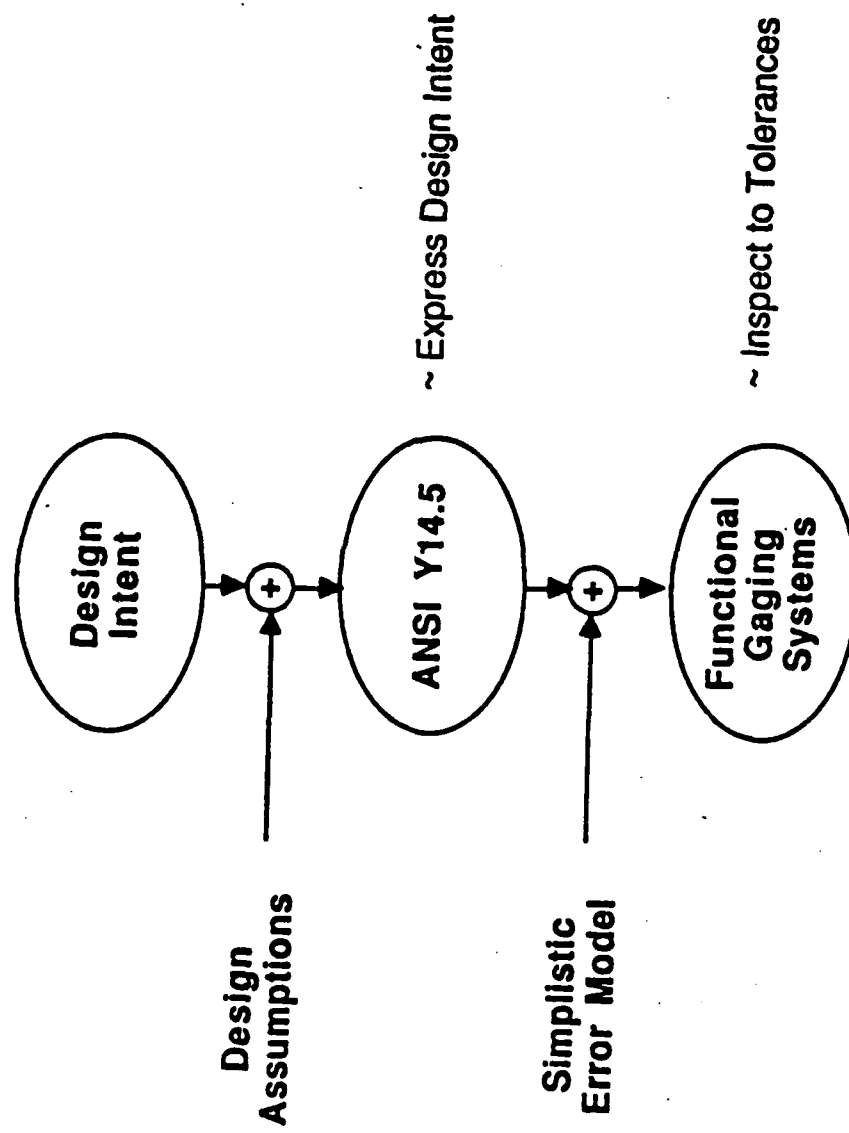 Design
Intent
Design
Assumptions
+
ANSI Y14.5
~ Express Design Intent
Simplistic
Error Model
+
Functional
Gaging
Systems
~ Inspect to Tolerances